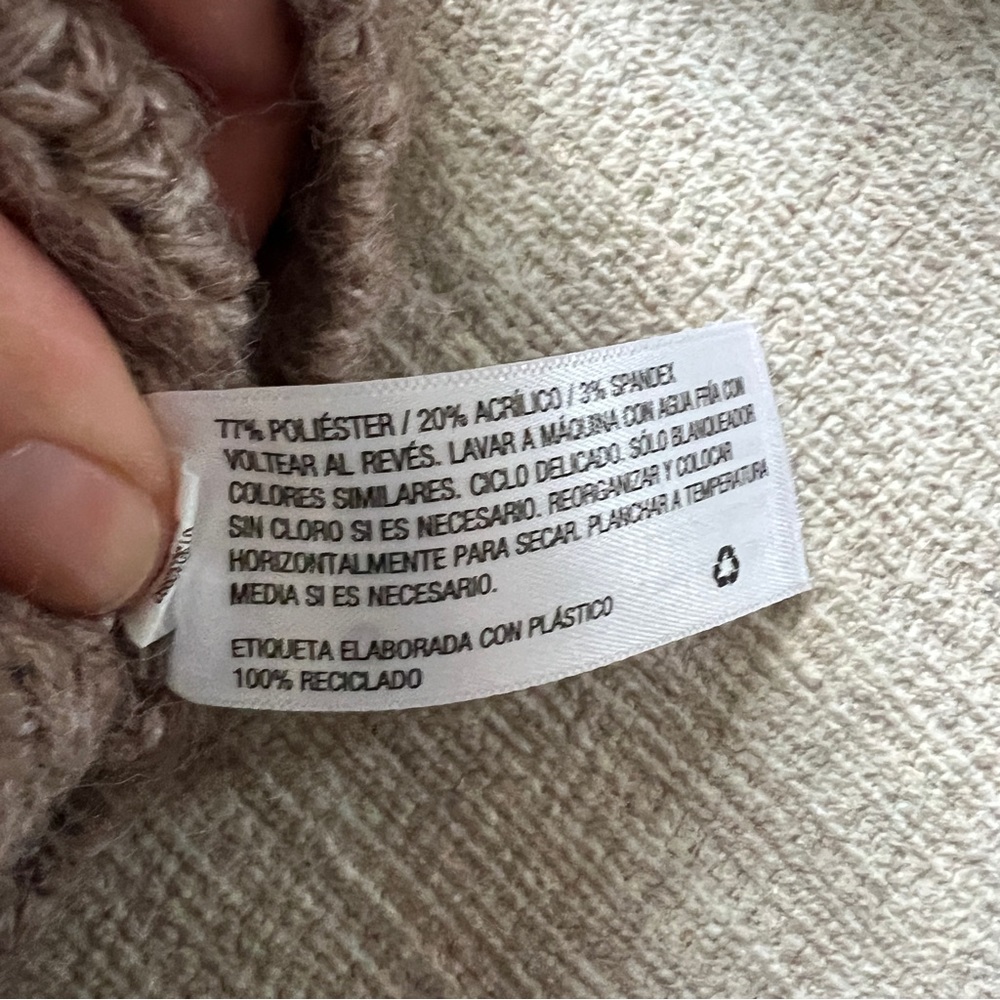 77% POLIÉSTER / 20% ACRÍLICO / 3% SPANDEX
VOLTEAR AL REVÉS. LAVAR A MÁQUINA CON AGUA FRÍA CON
COLORES SIMILARES. CICLO DELICADO. SÓLO BLANQUEADOR
SIN CLORO SI ES NECESARIO. REORGANIZAR Y COLOCAR
HORIZONTALMENTE PARA SECAR. PLANCHAR A TEMPERATURA
MEDIA SI ES NECESARIO.
ETIQUETA ELABORADA CON PLÁSTICO
100% RECICLADO